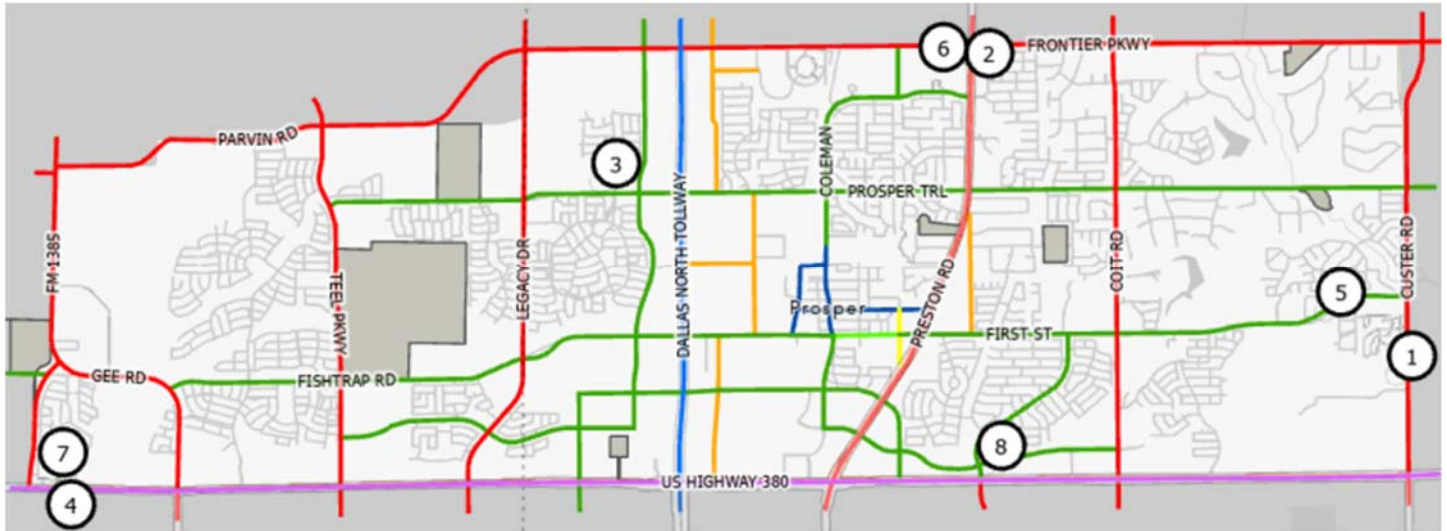 6
2
FRONTIER PKWY
PARVIN RD
3
COLEMAN
PROSPER TRL
DALLAS NORTH TOLLWAY
FM 1385
TEEL PKWY
LEGACY DR
PRESTON RD
COIT RD
CUSTER RD
5
Prosper
FIRST ST
1
GEE RD
FISHTRAP RD
7
8
4
US HIGHWAY 380